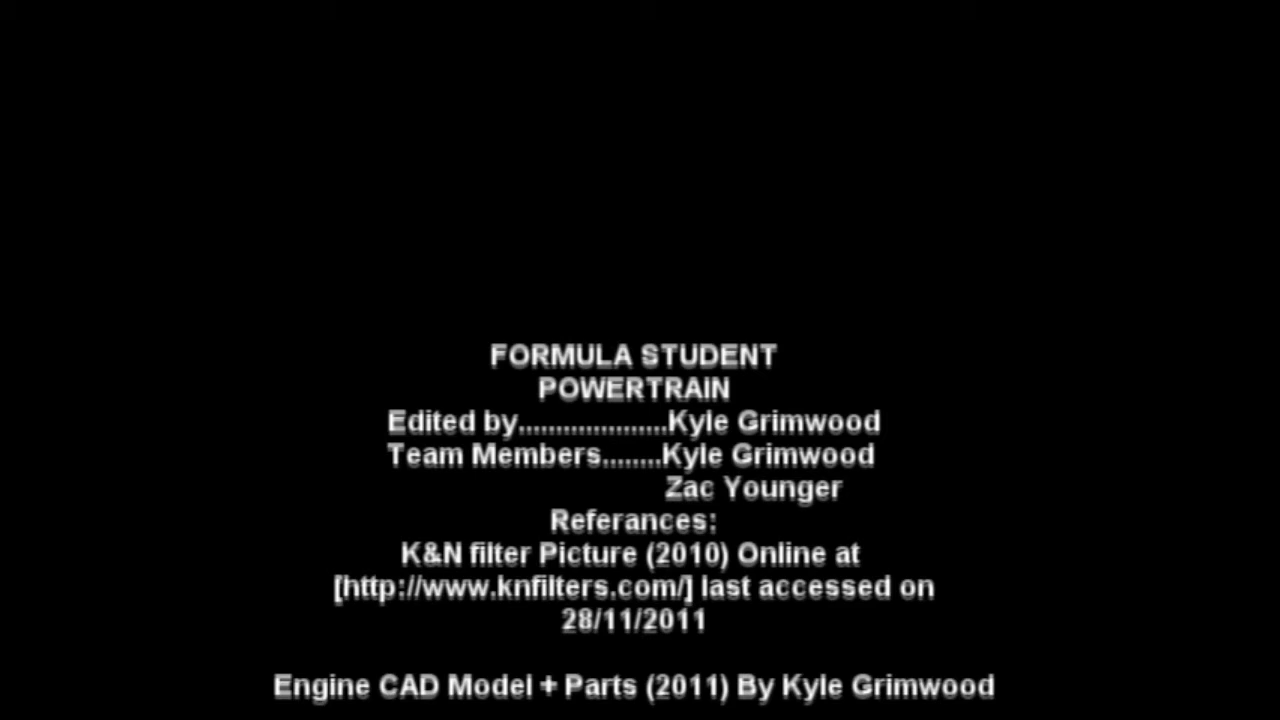 FORMULA STUDENT
POWERTRAIN
Edited by....................Kyle Grimwood
Team Members........Kyle Grimwood
Zac Younger
Referances:
K&N filter Picture (2010) Online at
[http://www.knfilters.com/] last accessed on
28/11/2011
Engine CAD Model + Parts (2011) By Kyle Grimwood